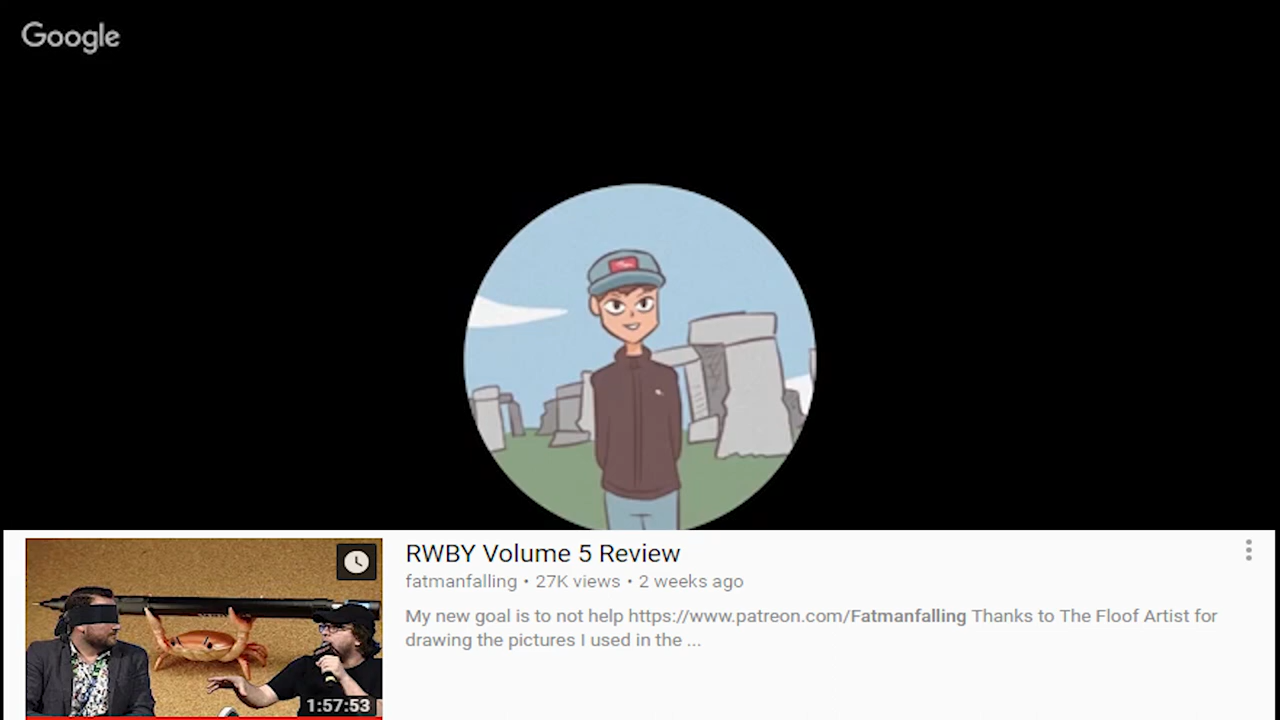 Google
RWBY Volume 5 Review
fatmanfalling • 27K views • 2 weeks ago
My new goal is to not help https://www.patreon.com/Fatmanfalling Thanks to The Floof Artist for
drawing the pictures I used in the ...
1:57:53